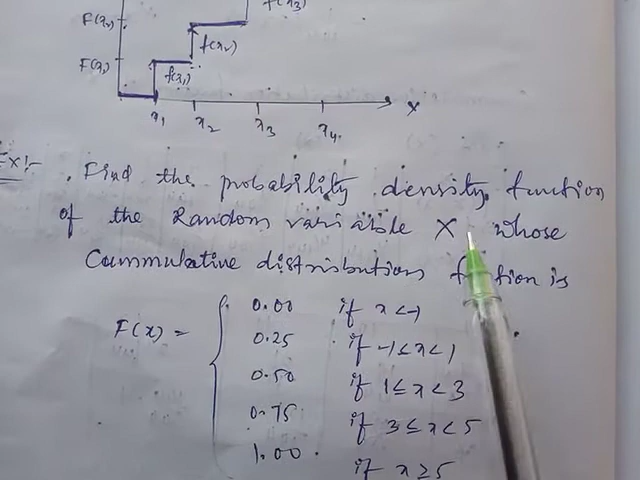 f(x3)
F(x2)
f(x2)
F(x1)
f(x1)
X
x1 x2 x3 x4
Ex:- Find the probability density function
of the Random variable X whose
Cummulative distribution f tion is
F(x) = 0.00 if x<-1
0.25 if -1≤x<1
0.50 if 1≤x<3
0.75 if 3≤x<5
1.00 if x≥5